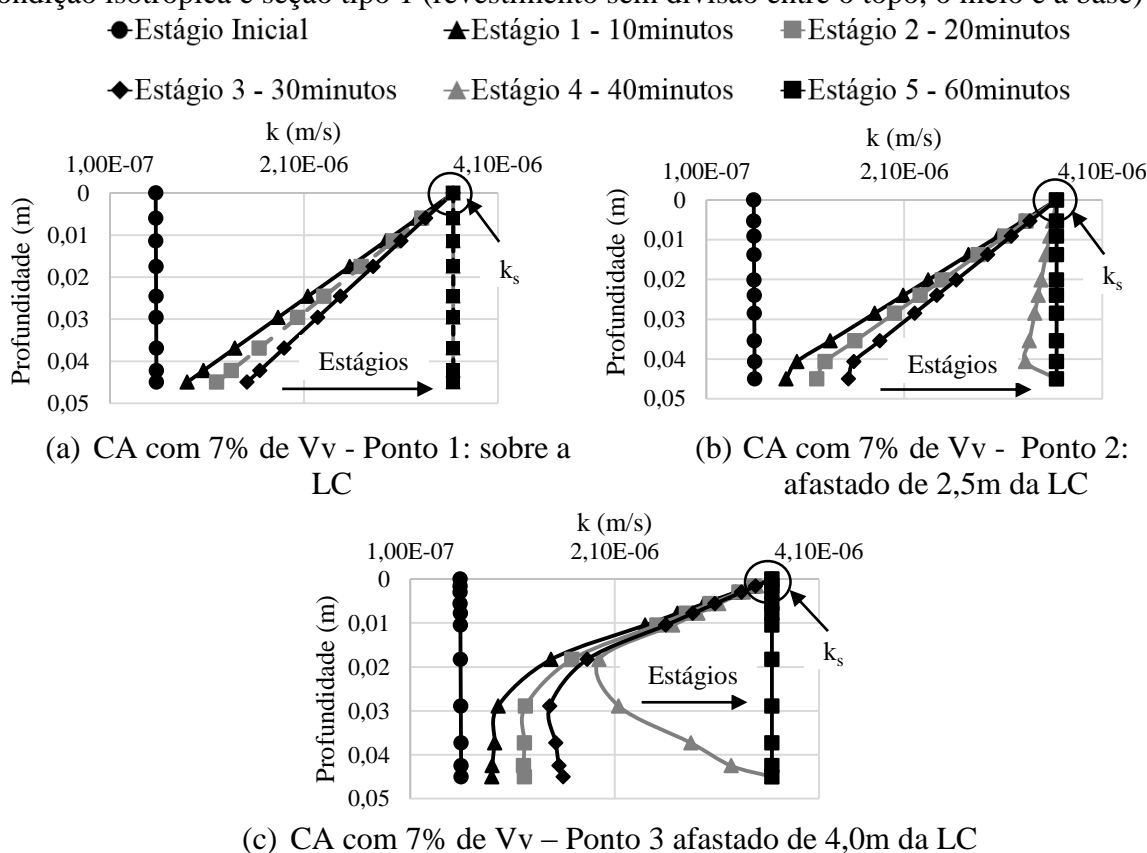 condição isotrópica e seção tipo 1 (revestimento sem divisão entre o topo, o meio e a base)
Estágio Inicial Estágio 1 - 10minutos Estágio 2 - 20minutos
Estágio 3 - 30minutos Estágio 4 - 40minutos Estágio 5 - 60minutos
k (m/s)
1,00E-07 2,10E-06 4,10E-06
Profundidade (m)
0
0,01
0,02
0,03
0,04
0,05
ks
Estágios
(a) CA com 7% de Vv - Ponto 1: sobre a
LC
k (m/s)
1,00E-07 2,10E-06 4,10E-06
Profundidade (m)
0
0,01
0,02
0,03
0,04
0,05
ks
Estágios
(b) CA com 7% de Vv - Ponto 2:
afastado de 2,5m da LC
k (m/s)
1,00E-07 2,10E-06 4,10E-06
Profundidade (m)
0
0,01
0,02
0,03
0,04
0,05
ks
Estágios
(c) CA com 7% de Vv – Ponto 3 afastado de 4,0m da LC